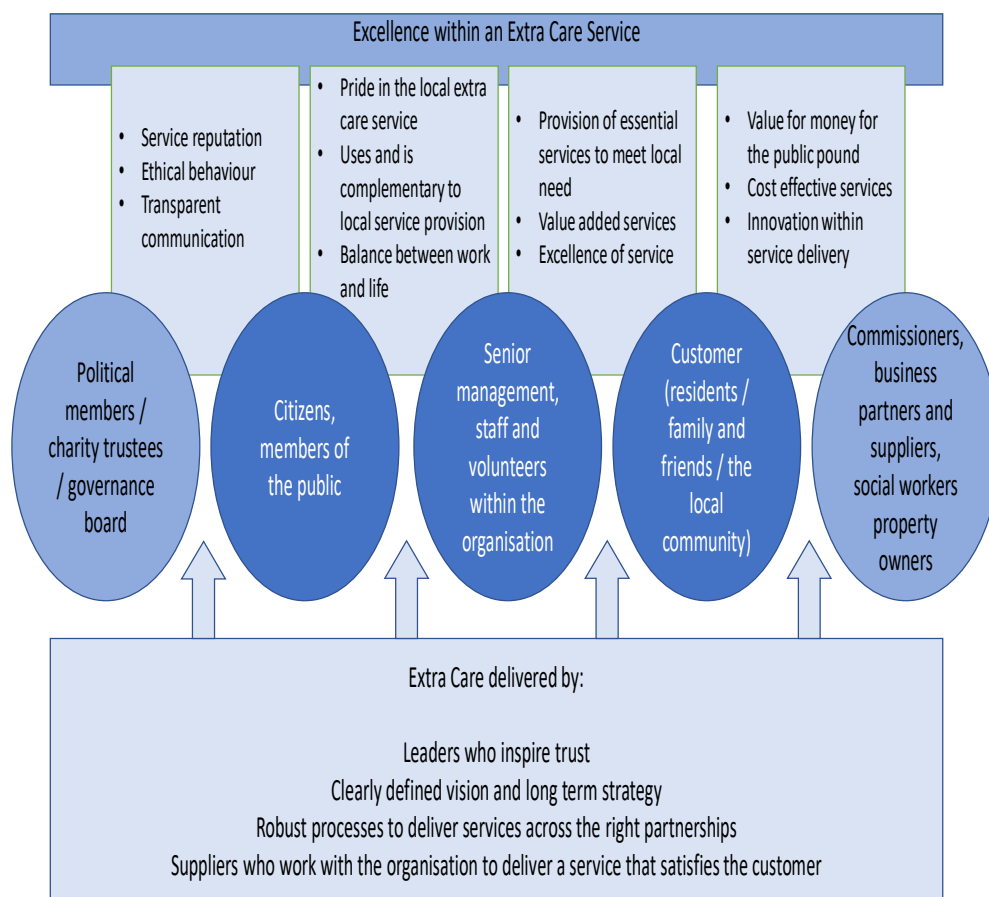 Excellence within an Extra Care Service
• Service reputation
• Ethical behaviour
• Transparent
communication
• Pride in the local extra
care service
• Uses and is
complementary to
local service provision
• Balance between work
and life
• Provision of essential
services to meet local
need
• Value added services
• Excellence of service
• Value for money for
the public pound
• Cost effective services
• Innovation within
service delivery
Political
members /
charity trustees
/ governance
board
Citizens,
members of
the public
Senior
management,
staff and
volunteers
within the
organisation
Customer
(residents /
family and
friends / the
local
community)
Commissioners,
business
partners and
suppliers,
social workers
property
owners
Extra Care delivered by:
Leaders who inspire trust
Clearly defined vision and long term strategy
Robust processes to deliver services across the right partnerships
Suppliers who work with the organisation to deliver a service that satisfies the customer